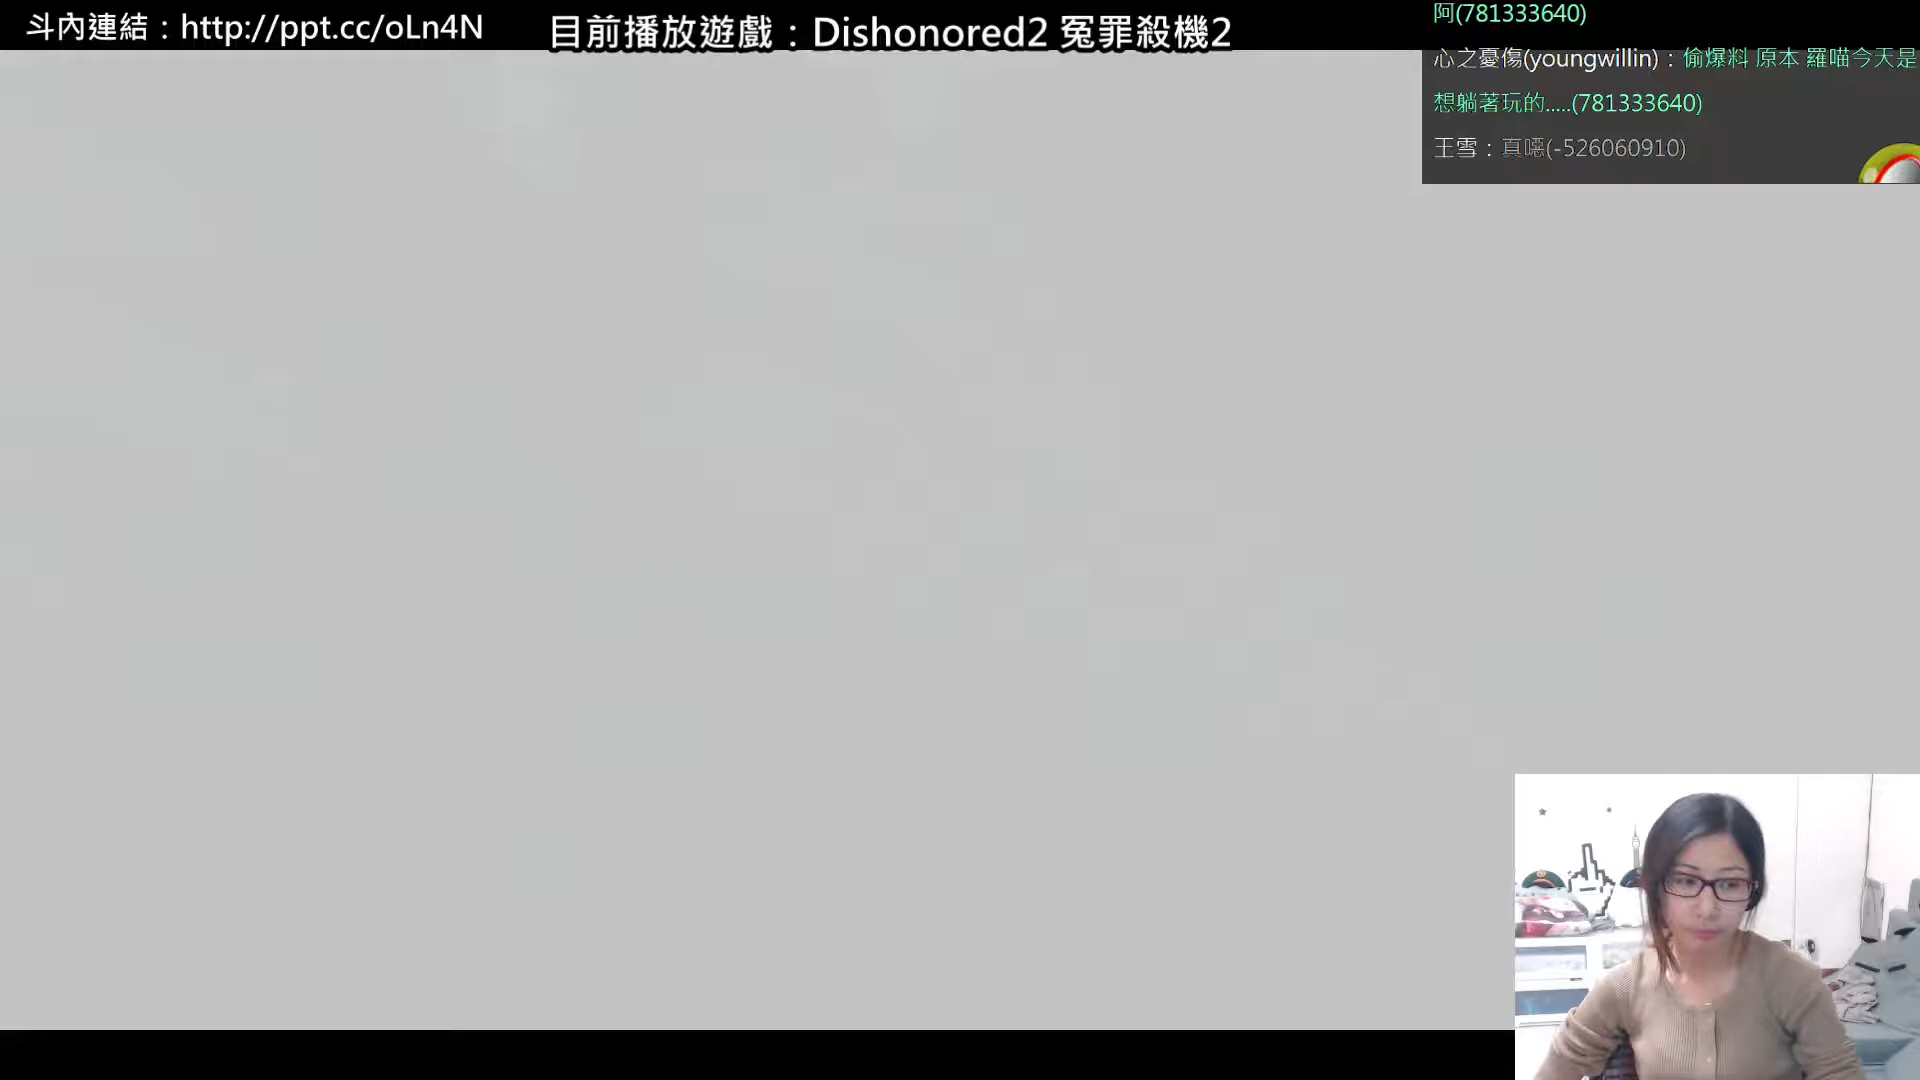 斗內連結：http://ppt.cc/oLn4N
目前播放遊戲：Dishonored2 冤罪殺機2
阿(781333640)
心之憂傷(youngwillin)：偷爆料 原本 羅喵今天是
想躺著玩的.....(781333640)
王雪：真噁(-526060910)